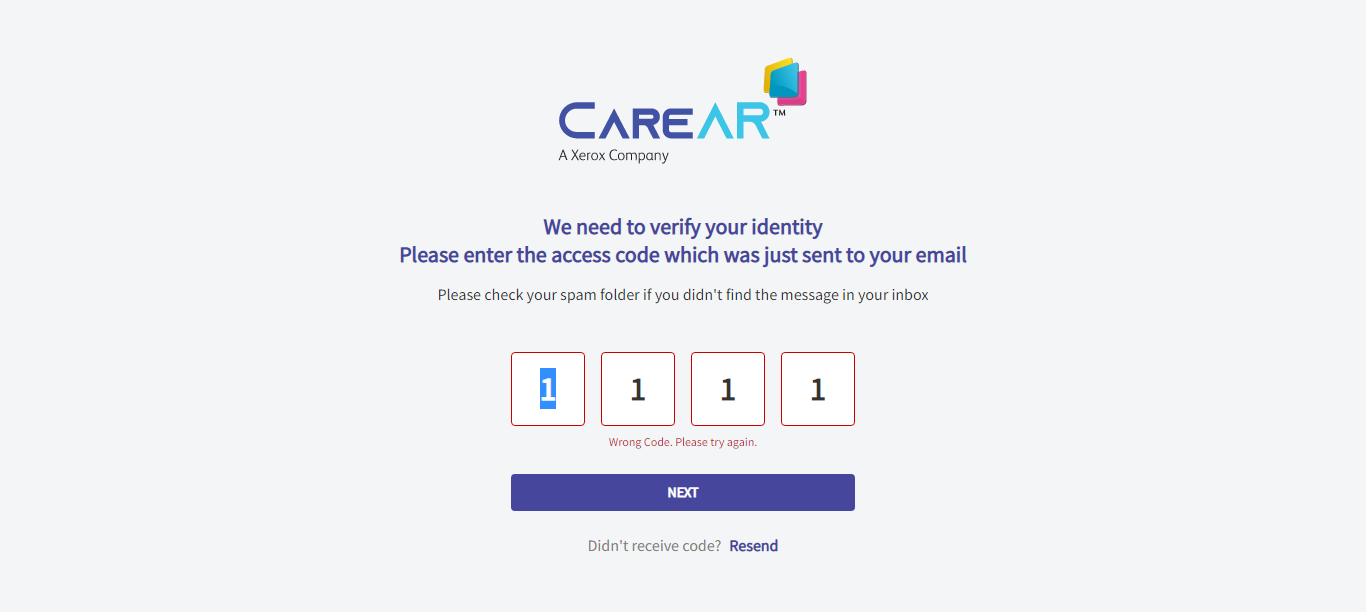 CAREAR™
A Xerox Company
We need to verify your identity
Please enter the access code which was just sent to your email
Please check your spam folder if you didn't find the message in your inbox
1 1 1 1
Wrong Code. Please try again.
NEXT
Didn't receive code? Resend